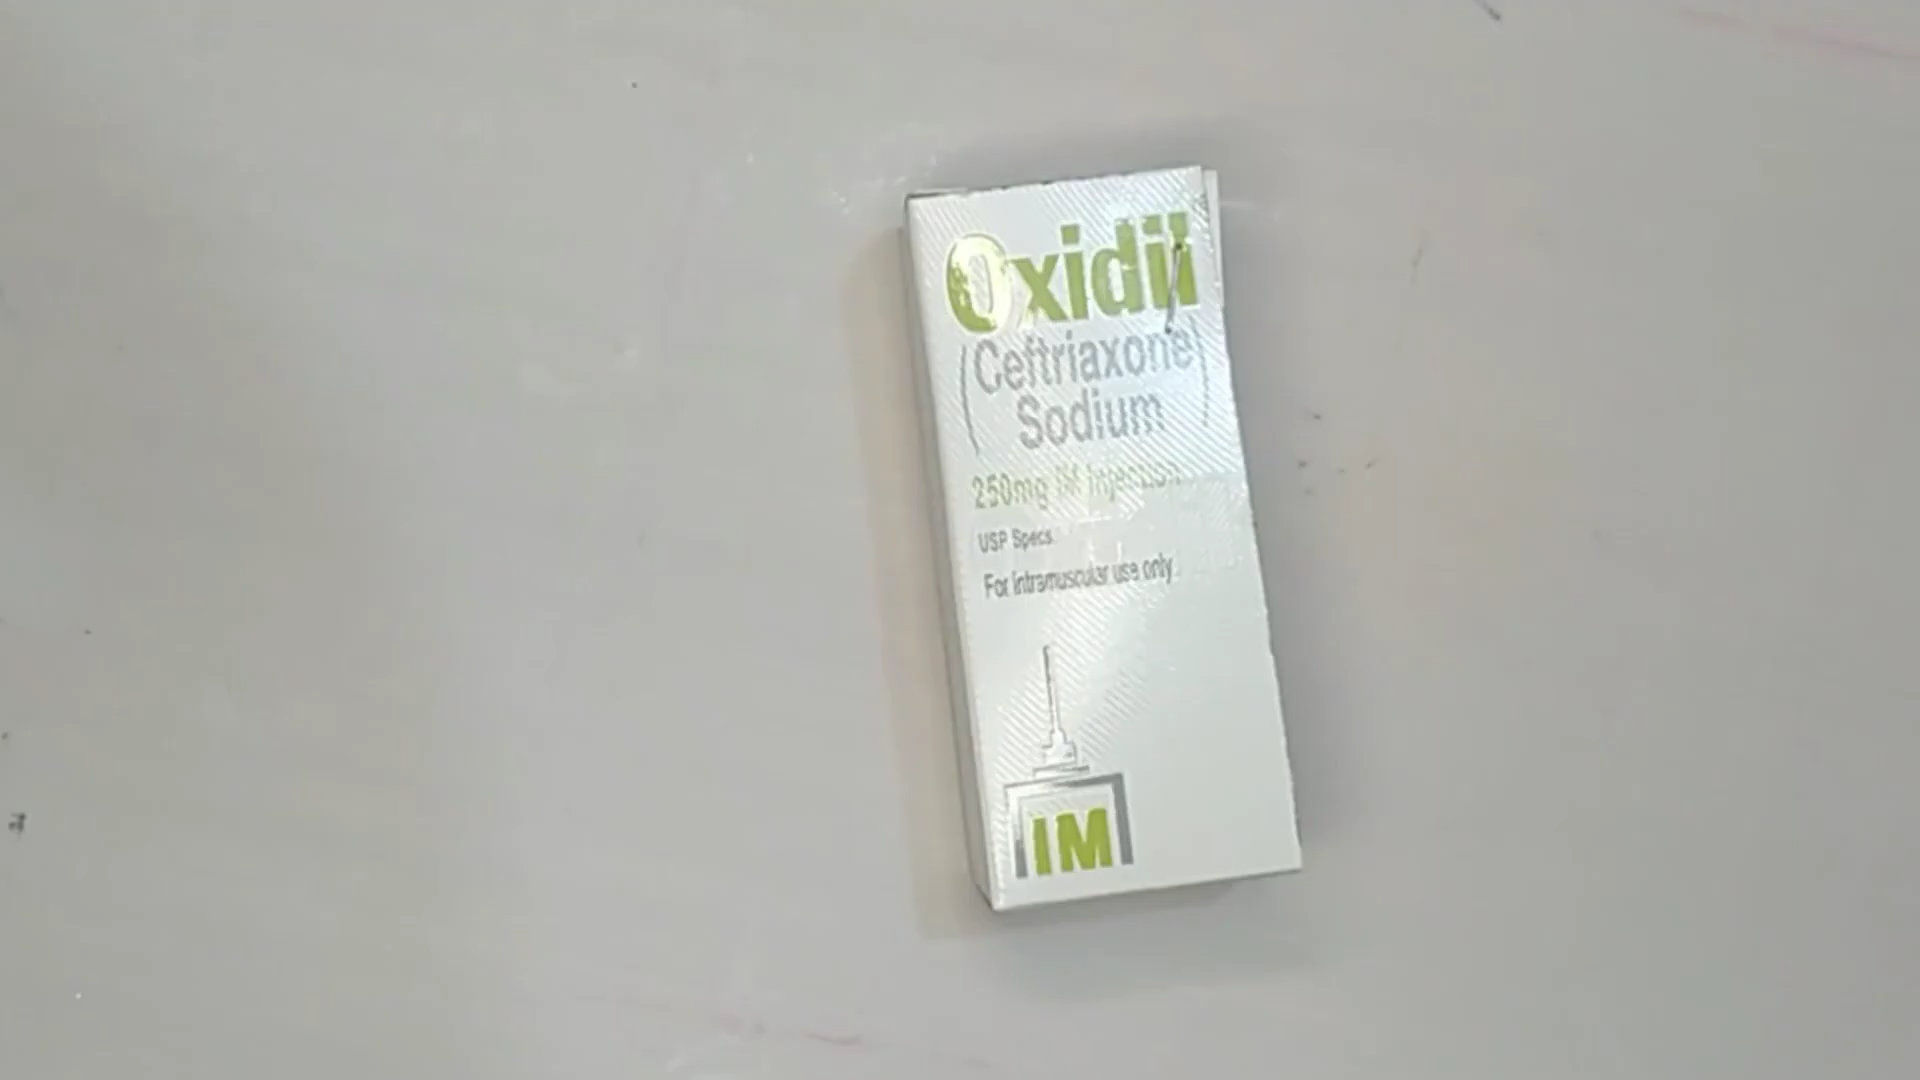 Oxidil
(Ceftriaxone
Sodium)
250mg IM Injection
USP Specs.
For intramuscular use only.
IM